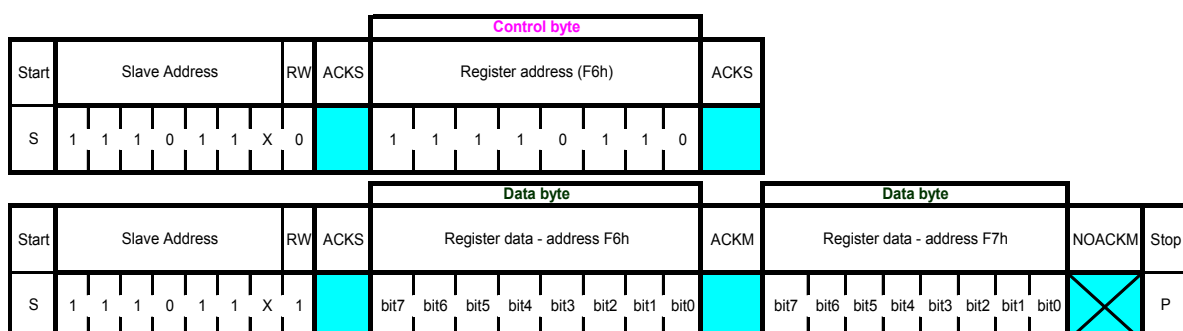 Control byte
Start Slave Address RW ACKS Register address (F6h) ACKS
S 1 1 1 0 1 1 X 0 1 1 1 1 0 1 1 0
Data byte Data byte
Start Slave Address RW ACKS Register data - address F6h ACKM Register data - address F7h NOACKM Stop
S 1 1 1 0 1 1 X 1 bit7 bit6 bit5 bit4 bit3 bit2 bit1 bit0 bit7 bit6 bit5 bit4 bit3 bit2 bit1 bit0 P